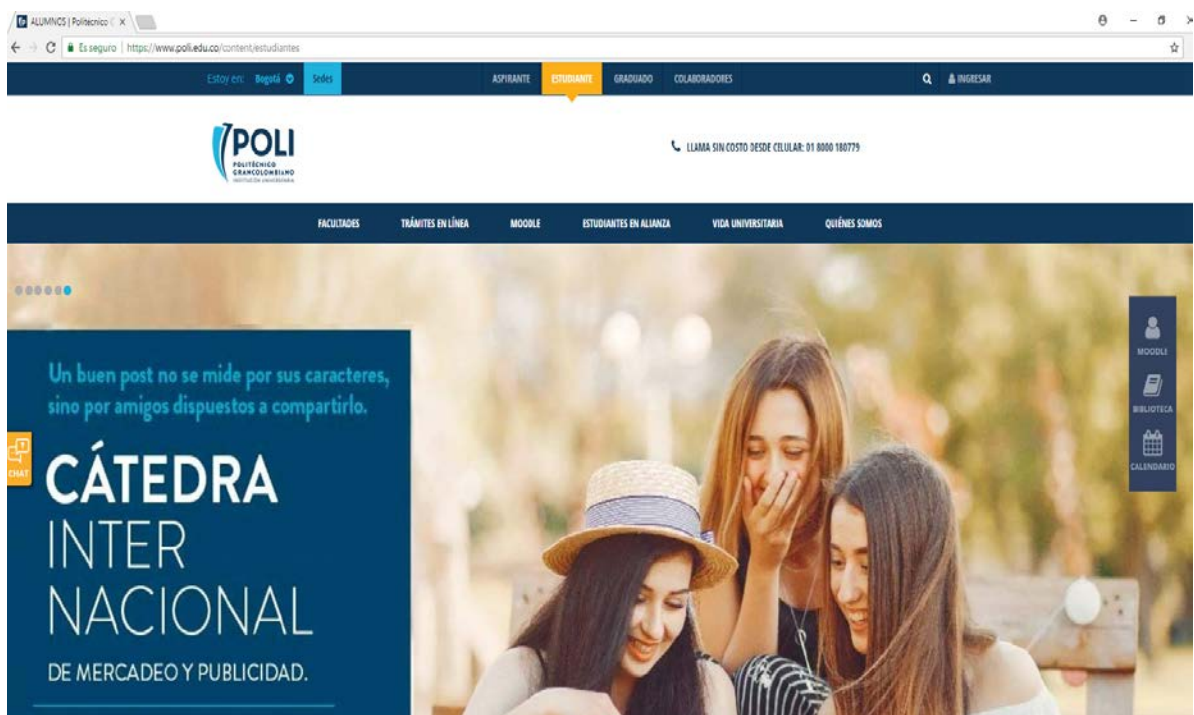 ALUMNOS | Politécnico
Es seguro | https://www.poli.edu.co/content/estudiantes
Estoy en: Bogotá Sedes ASPIRANTE ESTUDIANTE GRADUADO COLABORADORES INGRESAR
POLI
POLITÉCNICO
GRANCOLOMBIANO
INSTITUCIÓN UNIVERSITARIA
LLAMA SIN COSTO DESDE CELULAR: 01 8000 180779
FACULTADES TRÁMITES EN LÍNEA MOODLE ESTUDIANTES EN ALIANZA VIDA UNIVERSITARIA QUIÉNES SOMOS
Un buen post no se mide por sus caracteres,
sino por amigos dispuestos a compartirlo.
CÁTEDRA
INTER
NACIONAL
DE MERCADEO Y PUBLICIDAD.
CHAT
MOODLE
BIBLIOTECA
CALENDARIO